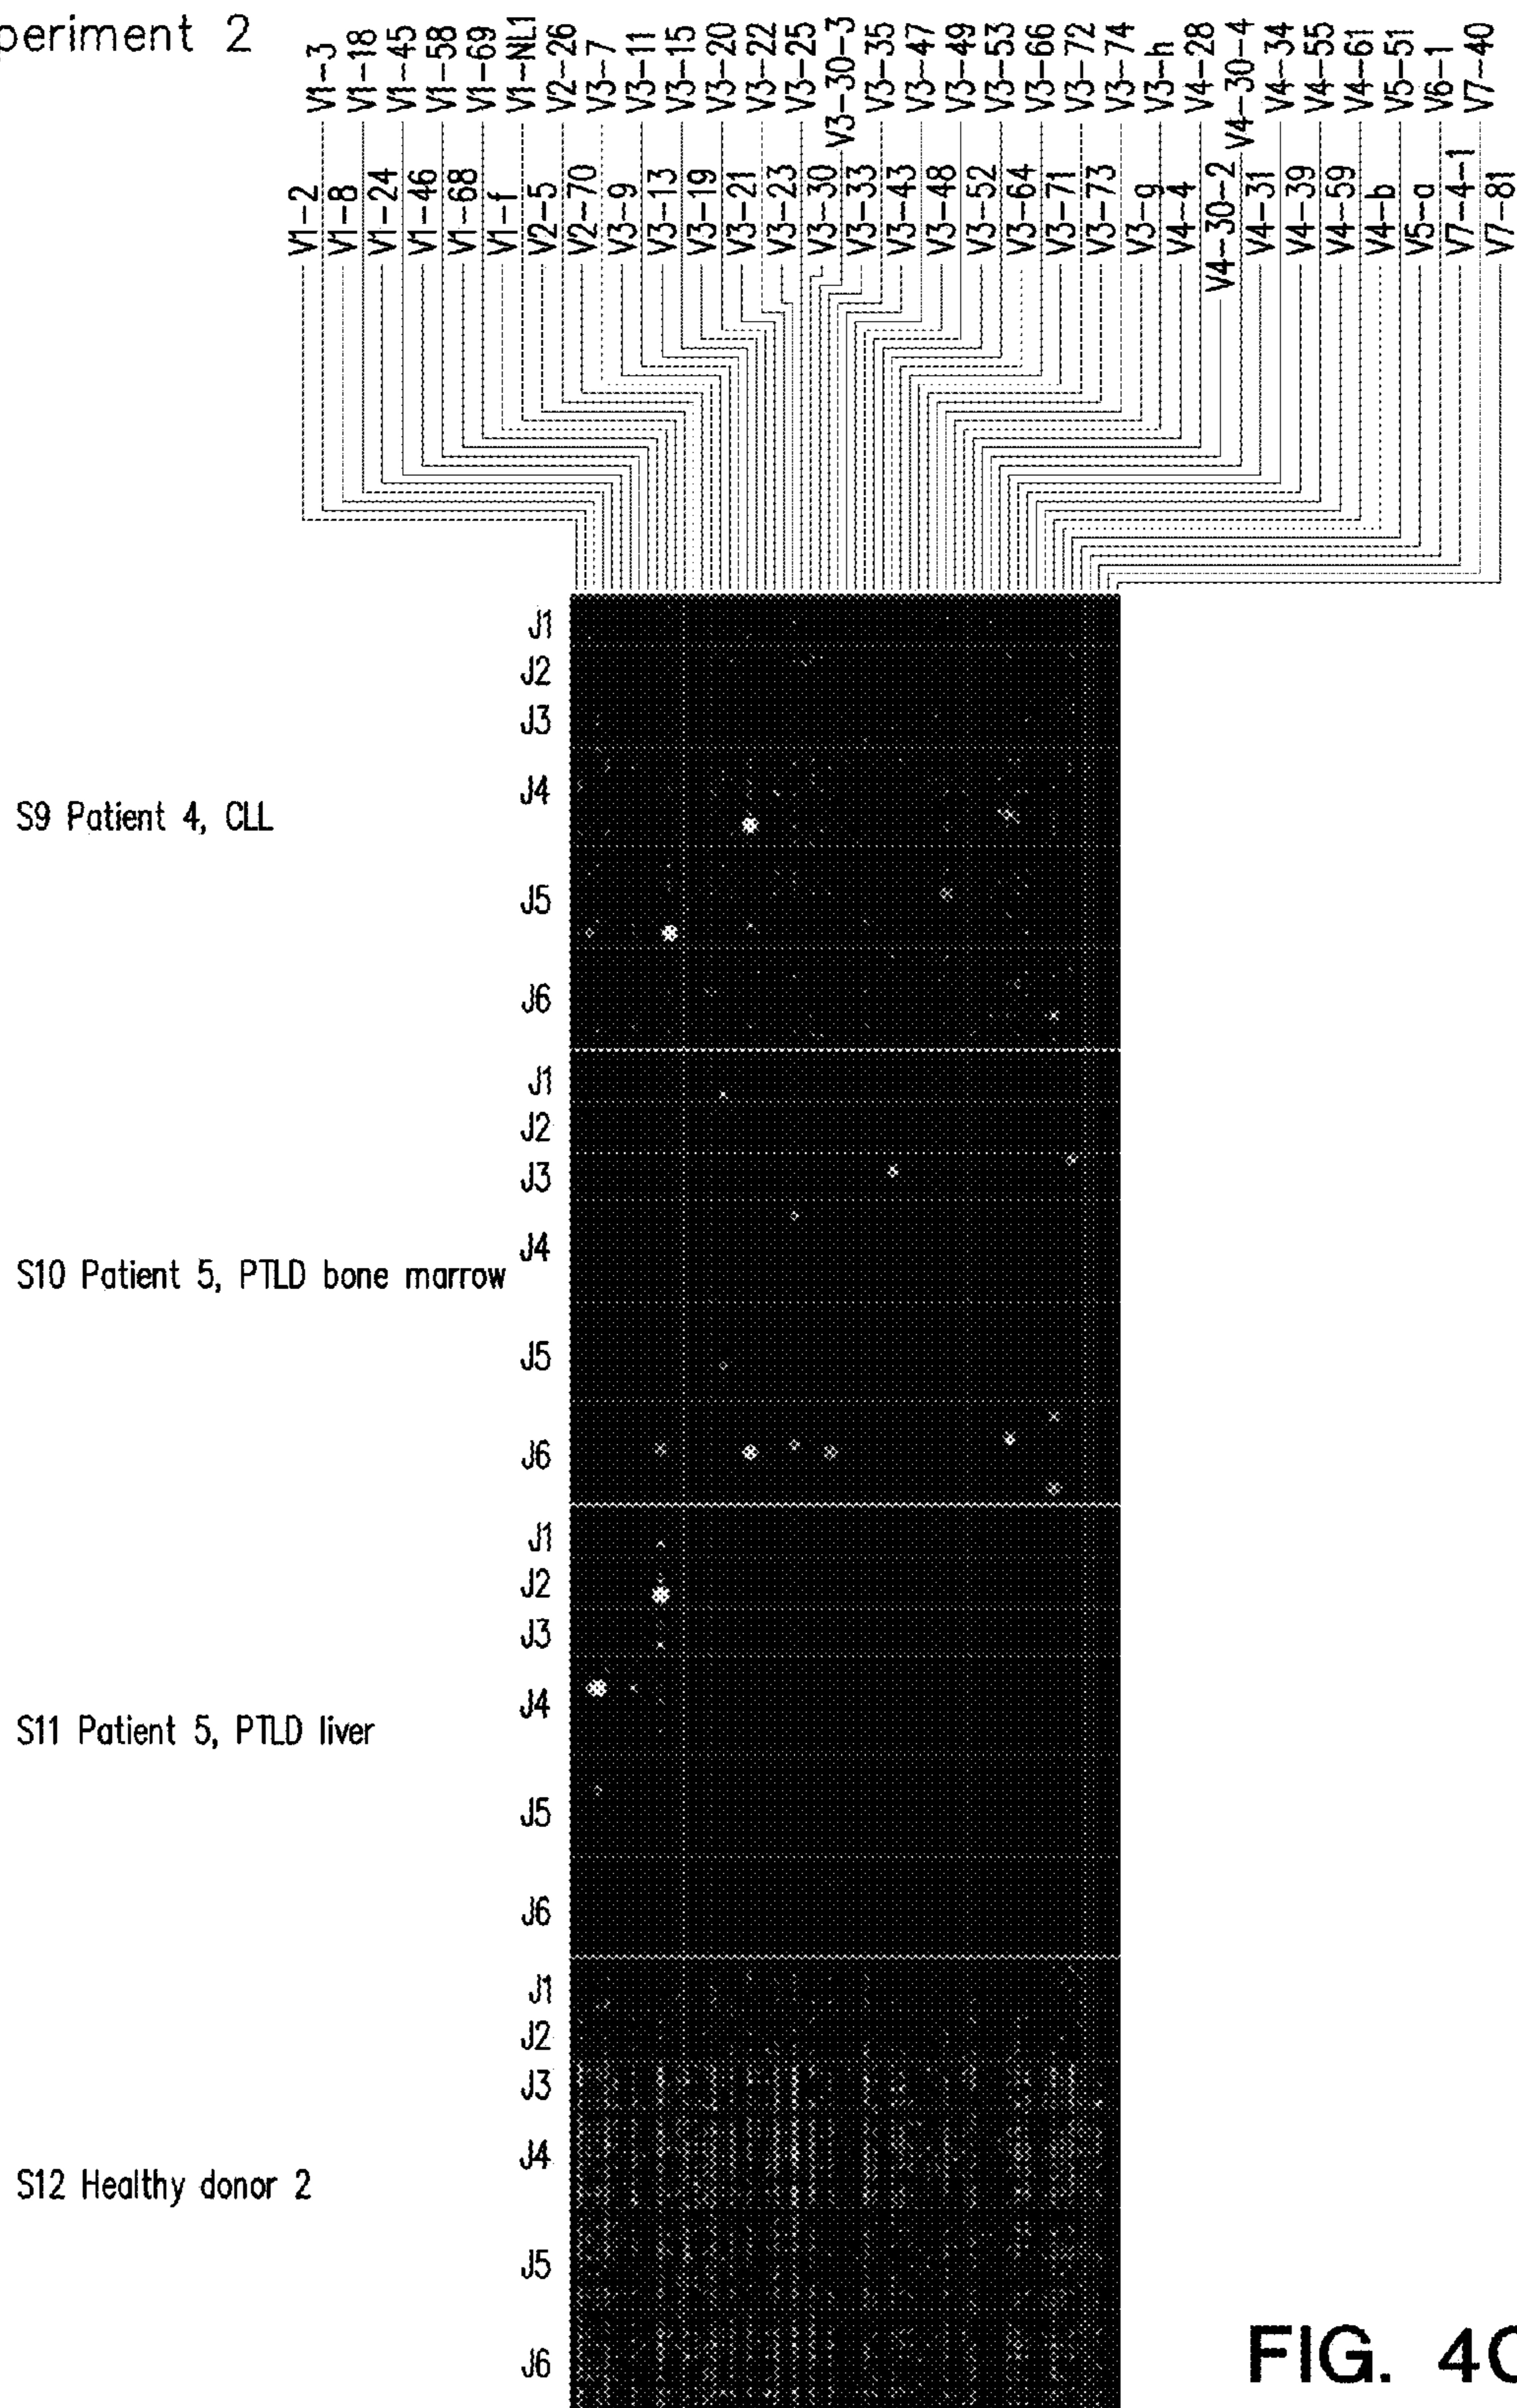 periment 2
V1-3 V1-18 V1-45 V1-58 V1-69 V1-NL1 V2-26 V3-7 V3-11 V3-15 V3-20 V3-22 V3-25 V3-30-3 V3-35 V3-47 V3-49 V3-53 V3-66 V3-72 V3-74 V3-h V4-28 V4-30-4 V4-34 V4-55 V4-61 V5-51 V6-1 V7-40
V1-2 V1-8 V1-24 V1-46 V1-68 V1-f V2-5 V2-70 V3-9 V3-13 V3-19 V3-21 V3-23 V3-30 V3-33 V3-43 V3-48 V3-52 V3-64 V3-71 V3-73 V3-g V4-4 V4-30-2 V4-31 V4-39 V4-59 V4-b V5-a V7-4-1 V7-81
J1
J2
J3
J4
S9 Patient 4, CLL
J5
J6
J1
J2
J3
J4
S10 Patient 5, PTLD bone marrow
J5
J6
J1
J2
J3
J4
S11 Patient 5, PTLD liver
J5
J6
J1
J2
J3
J4
S12 Healthy donor 2
J5
J6
FIG. 4C